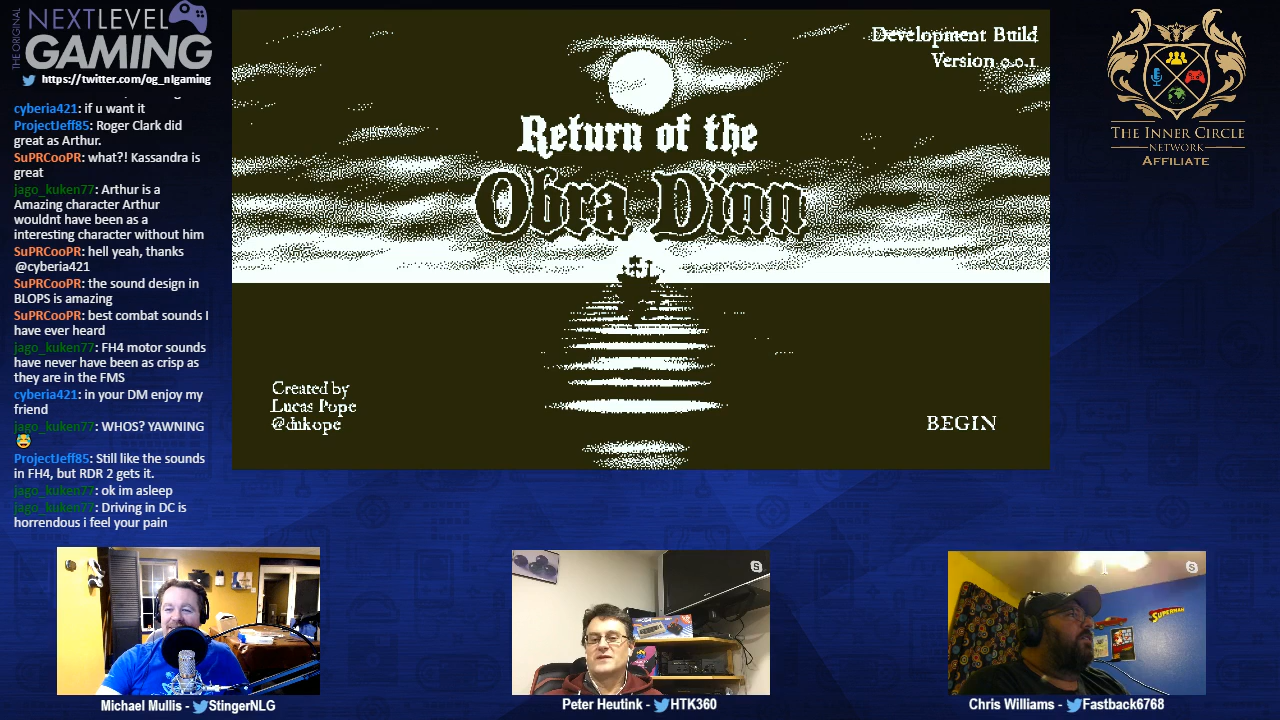 THE ORIGINAL
NEXTLEVEL
GAMING
https://twitter.com/og_nlgaming
cyberia421: if u want it
ProjectJeff85: Roger Clark did
great as Arthur.
SuPRCooPR: what?! Kassandra is
great
jago_kuken77: Arthur is a
Amazing character Arthur
wouldnt have been as a
interesting character without him
SuPRCooPR: hell yeah, thanks
@cyberia421
SuPRCooPR: the sound design in
BLOPS is amazing
SuPRCooPR: best combat sounds I
have ever heard
jago_kuken77: FH4 motor sounds
have never have been as crisp as
they are in the FMS
cyberia421: in your DM enjoy my
friend
jago_kuken77: WHOS? YAWNING
ProjectJeff85: Still like the sounds
in FH4, but RDR 2 gets it.
jago_kuken77: ok im asleep
jago_kuken77: Driving in DC is
horrendous i feel your pain
Development Build
Version 0.0.1
Return of the
Obra Dinn
Created by
Lucas Pope
@dukope
BEGIN
THE INNER CIRCLE
NETWORK
AFFILIATE
SUPERMAN
Michael Mullis - StingerNLG
Peter Heutink - HTK360
Chris Williams - Fastback6768